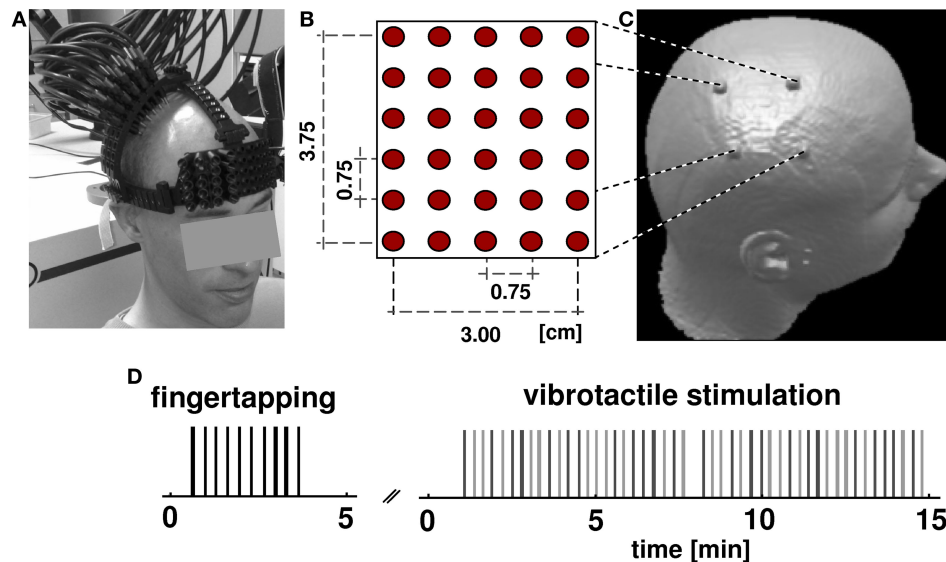 A
B
C
3.75
0.75
0.75
3.00
[cm]
D
fingertapping
vibrotactile stimulation
0
5
0
5
10
15
time [min]